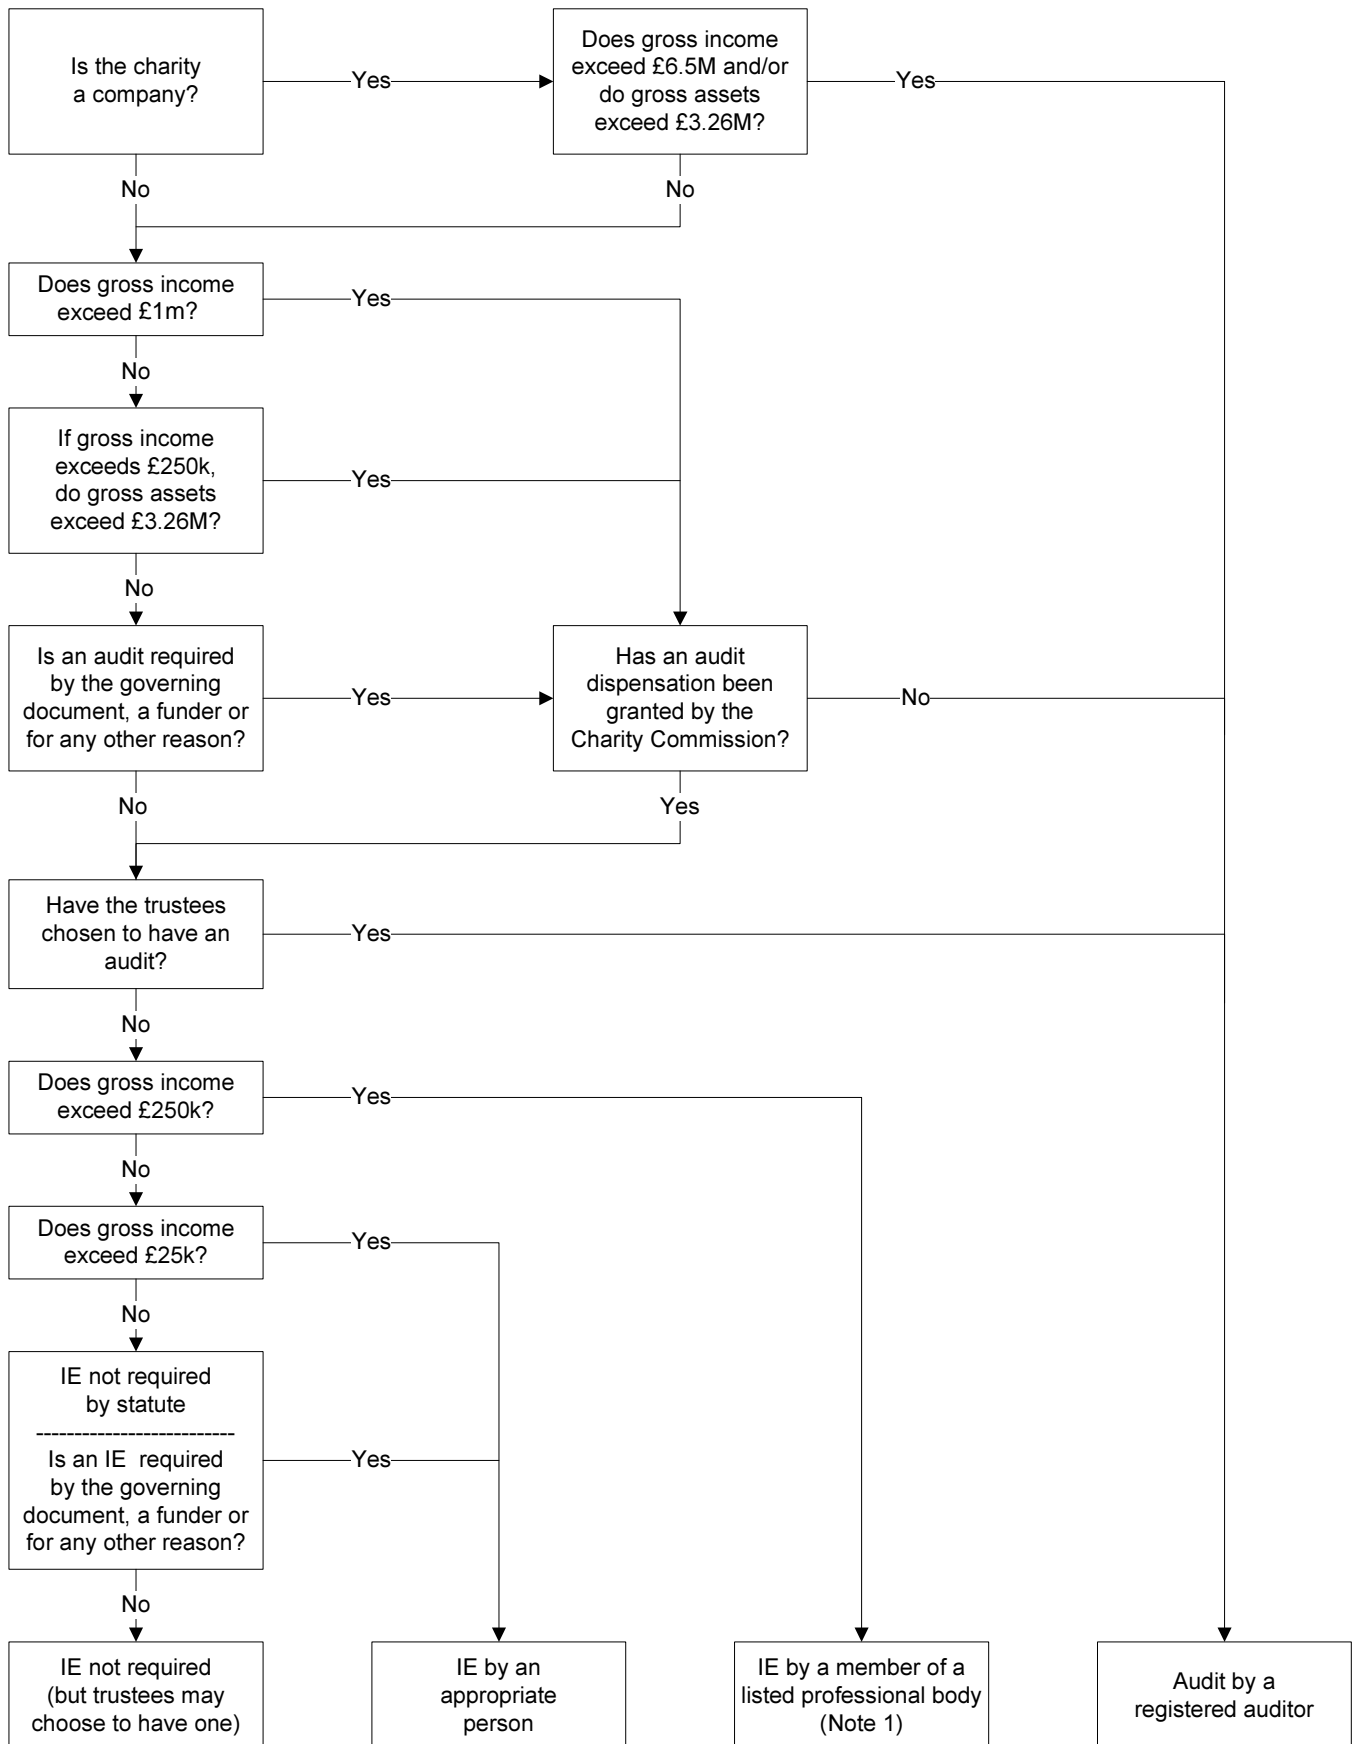 Is the charity
a company?
Yes
Does gross income
exceed £6.5M and/or
do gross assets
exceed £3.26M?
Yes
No
No
Does gross income
exceed £1m?
Yes
No
If gross income
exceeds £250k,
do gross assets
exceed £3.26M?
Yes
No
Is an audit required
by the governing
document, a funder or
for any other reason?
Yes
Has an audit
dispensation been
granted by the
Charity Commission?
No
No
Yes
Have the trustees
chosen to have an
audit?
Yes
No
Does gross income
exceed £250k?
Yes
No
Does gross income
exceed £25k?
Yes
No
IE not required
by statute
--------------------------
Is an IE required
by the governing
document, a funder or
for any other reason?
Yes
No
IE not required
(but trustees may
choose to have one)
IE by an
appropriate
person
IE by a member of a
listed professional body
(Note 1)
Audit by a
registered auditor